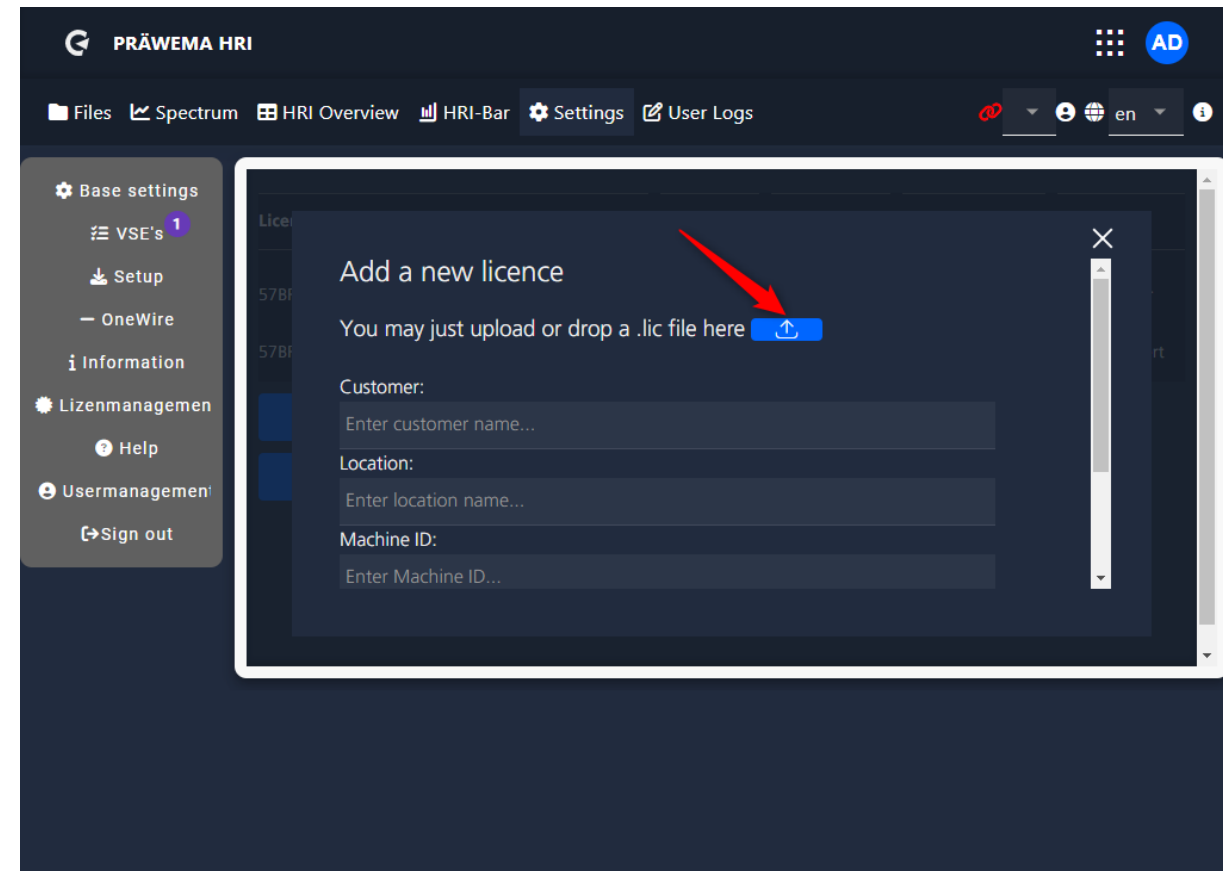 PRÄWEMA HRI
AD
Files Spectrum HRI Overview HRI-Bar Settings User Logs en
Base settings
VSE's 1
Setup
OneWire
Information
Lizenmanagemen
Help
Usermanagement
Sign out
Add a new licence
You may just upload or drop a .lic file here
Customer:
Enter customer name...
Location:
Enter location name...
Machine ID:
Enter Machine ID...